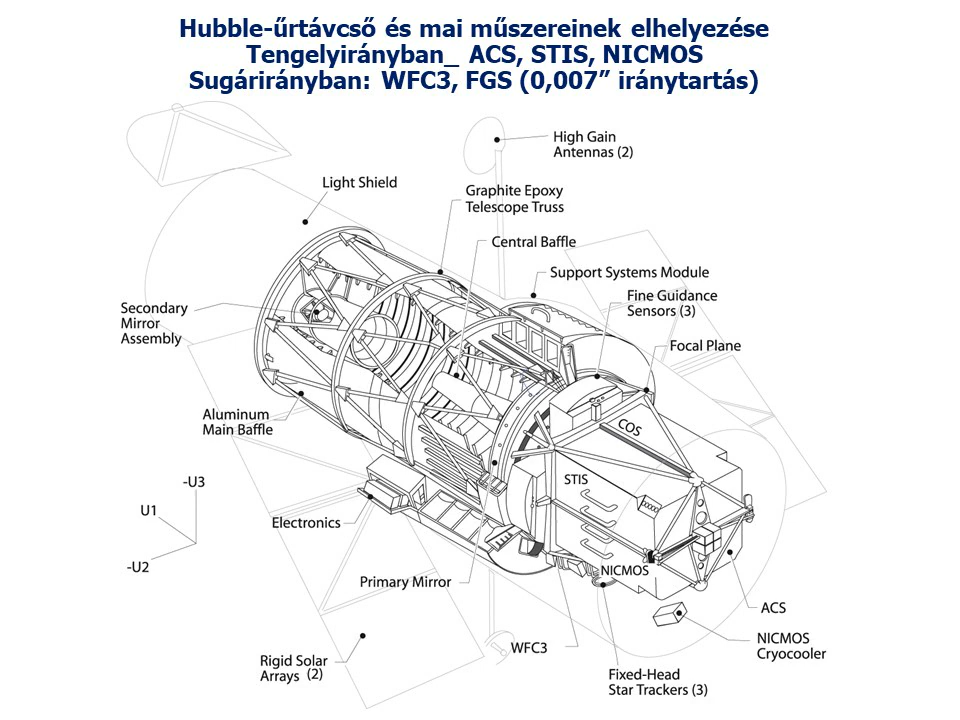 Hubble-űrtávcső és mai műszereinek elhelyezése
Tengelyirányban_ ACS, STIS, NICMOS
Sugárirányban: WFC3, FGS (0,007” iránytartás)
High Gain
Antennas (2)
Light Shield
Graphite Epoxy
Telescope Truss
Central Baffle
Support Systems Module
Fine Guidance
Sensors (3)
Secondary
Mirror
Assembly
Focal Plane
Aluminum
Main Baffle
COS
STIS
-U3
U1
-U2
Electronics
NICMOS
Primary Mirror
ACS
WFC3
NICMOS
Cryocooler
Rigid Solar
Arrays (2)
Fixed-Head
Star Trackers (3)